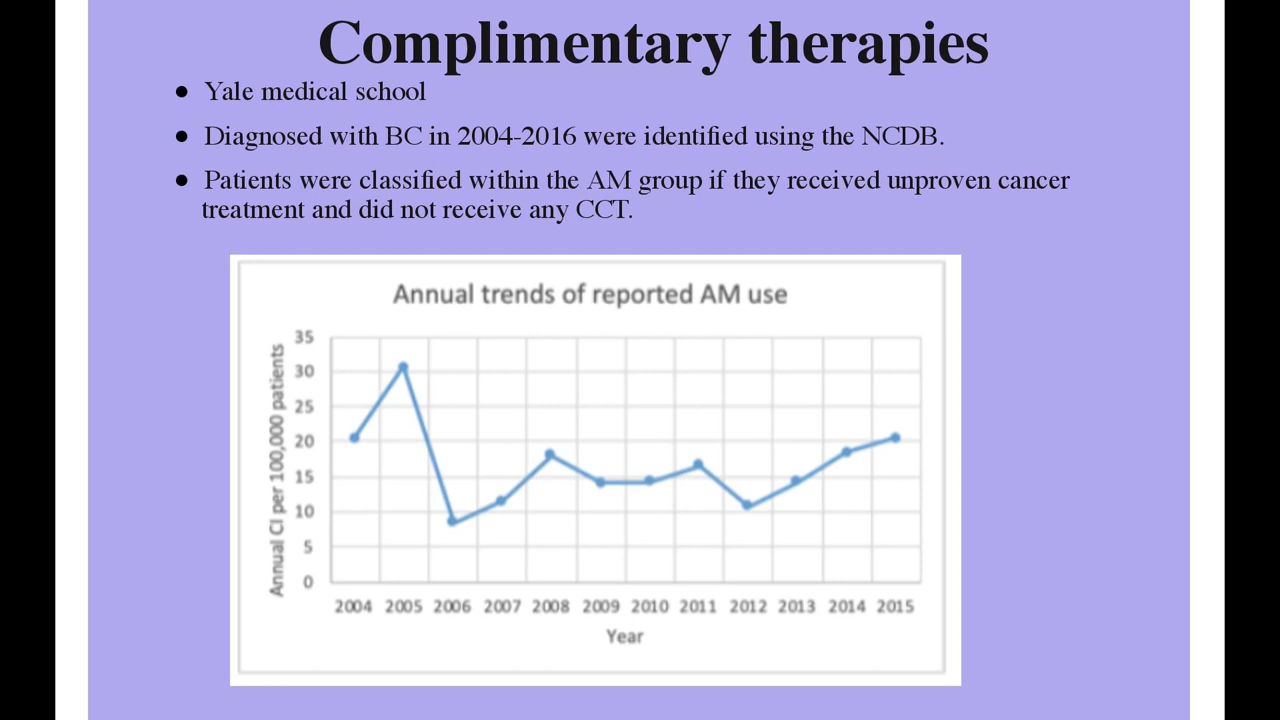 Complimentary therapies
● Yale medical school
● Diagnosed with BC in 2004-2016 were identified using the NCDB.
● Patients were classified within the AM group if they received unproven cancer
treatment and did not receive any CCT.
Annual trends of reported AM use
Annual CI per 100,000 patients
35
30
25
20
15
10
5
0
2004 2005 2006 2007 2008 2009 2010 2011 2012 2013 2014 2015
Year